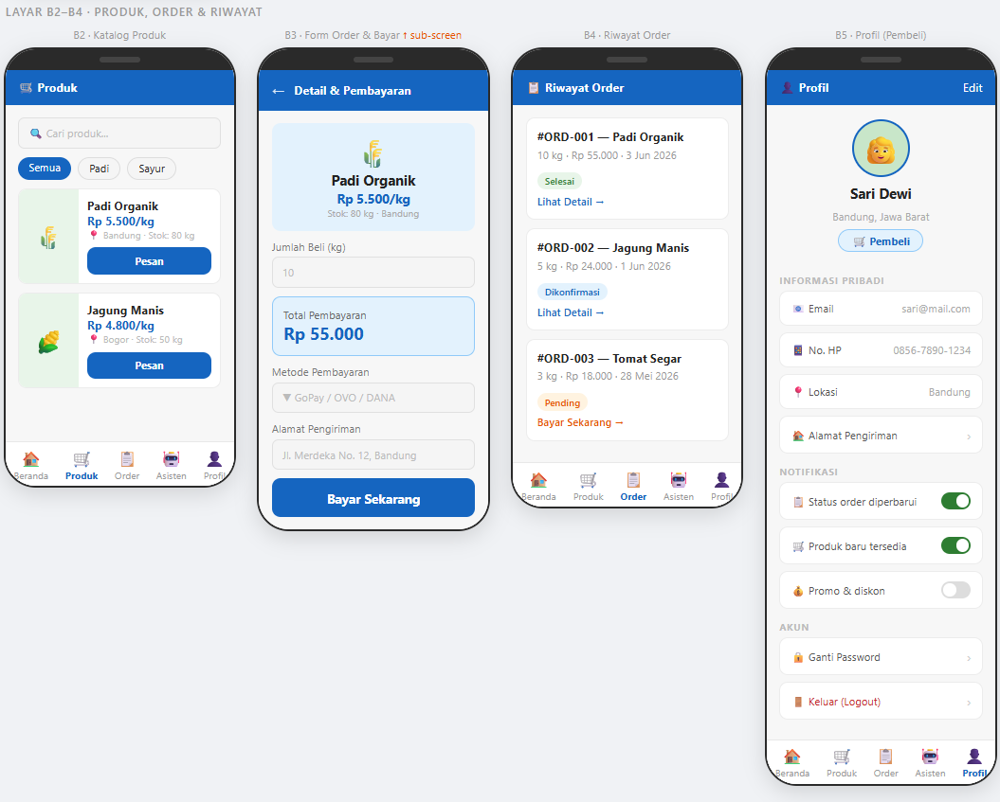 LAYAR B2–B4 · PRODUK, ORDER & RIWAYAT
B2 · Katalog Produk
Produk
Cari produk...
Semua
Padi
Sayur
Padi Organik
Rp 5.500/kg
Bandung · Stok: 80 kg
Pesan
Jagung Manis
Rp 4.800/kg
Bogor · Stok: 50 kg
Pesan
Beranda
Produk
Order
Asisten
Profil
B3 · Form Order & Bayar ↑ sub-screen
← Detail & Pembayaran
Padi Organik
Rp 5.500/kg
Stok: 80 kg · Bandung
Jumlah Beli (kg)
10
Total Pembayaran
Rp 55.000
Metode Pembayaran
▼ GoPay / OVO / DANA
Alamat Pengiriman
Jl. Merdeka No. 12, Bandung
Bayar Sekarang
B4 · Riwayat Order
Riwayat Order
#ORD-001 — Padi Organik
10 kg · Rp 55.000 · 3 Jun 2026
Selesai
Lihat Detail →
#ORD-002 — Jagung Manis
5 kg · Rp 24.000 · 1 Jun 2026
Dikonfirmasi
Lihat Detail →
#ORD-003 — Tomat Segar
3 kg · Rp 18.000 · 28 Mei 2026
Pending
Bayar Sekarang →
Beranda
Produk
Order
Asisten
Profil
B5 · Profil (Pembeli)
Profil
Edit
Sari Dewi
Bandung, Jawa Barat
Pembeli
INFORMASI PRIBADI
Email
sari@mail.com
No. HP
0856-7890-1234
Lokasi
Bandung
Alamat Pengiriman ›
NOTIFIKASI
Status order diperbarui
Produk baru tersedia
Promo & diskon
AKUN
Ganti Password ›
Keluar (Logout) ›
Beranda
Produk
Order
Asisten
Profil